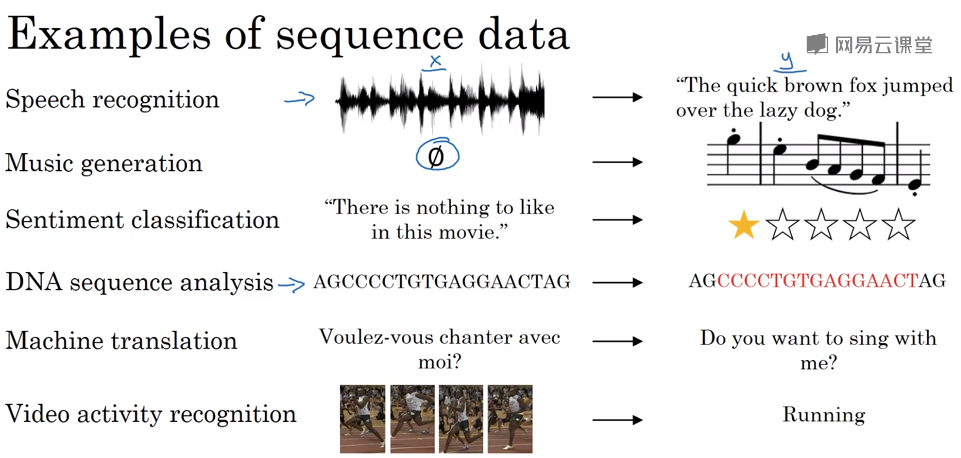 Examples of sequence data
网易云课堂
x
y
Speech recognition
“The quick brown fox jumped
over the lazy dog.”
Music generation
∅
Sentiment classification
“There is nothing to like
in this movie.”
DNA sequence analysis
AGCCCCTGTGAGGAACTAG
AGCCCCTGTGAGGAACTAG
Machine translation
Voulez-vous chanter avec
moi?
Do you want to sing with
me?
Video activity recognition
Running